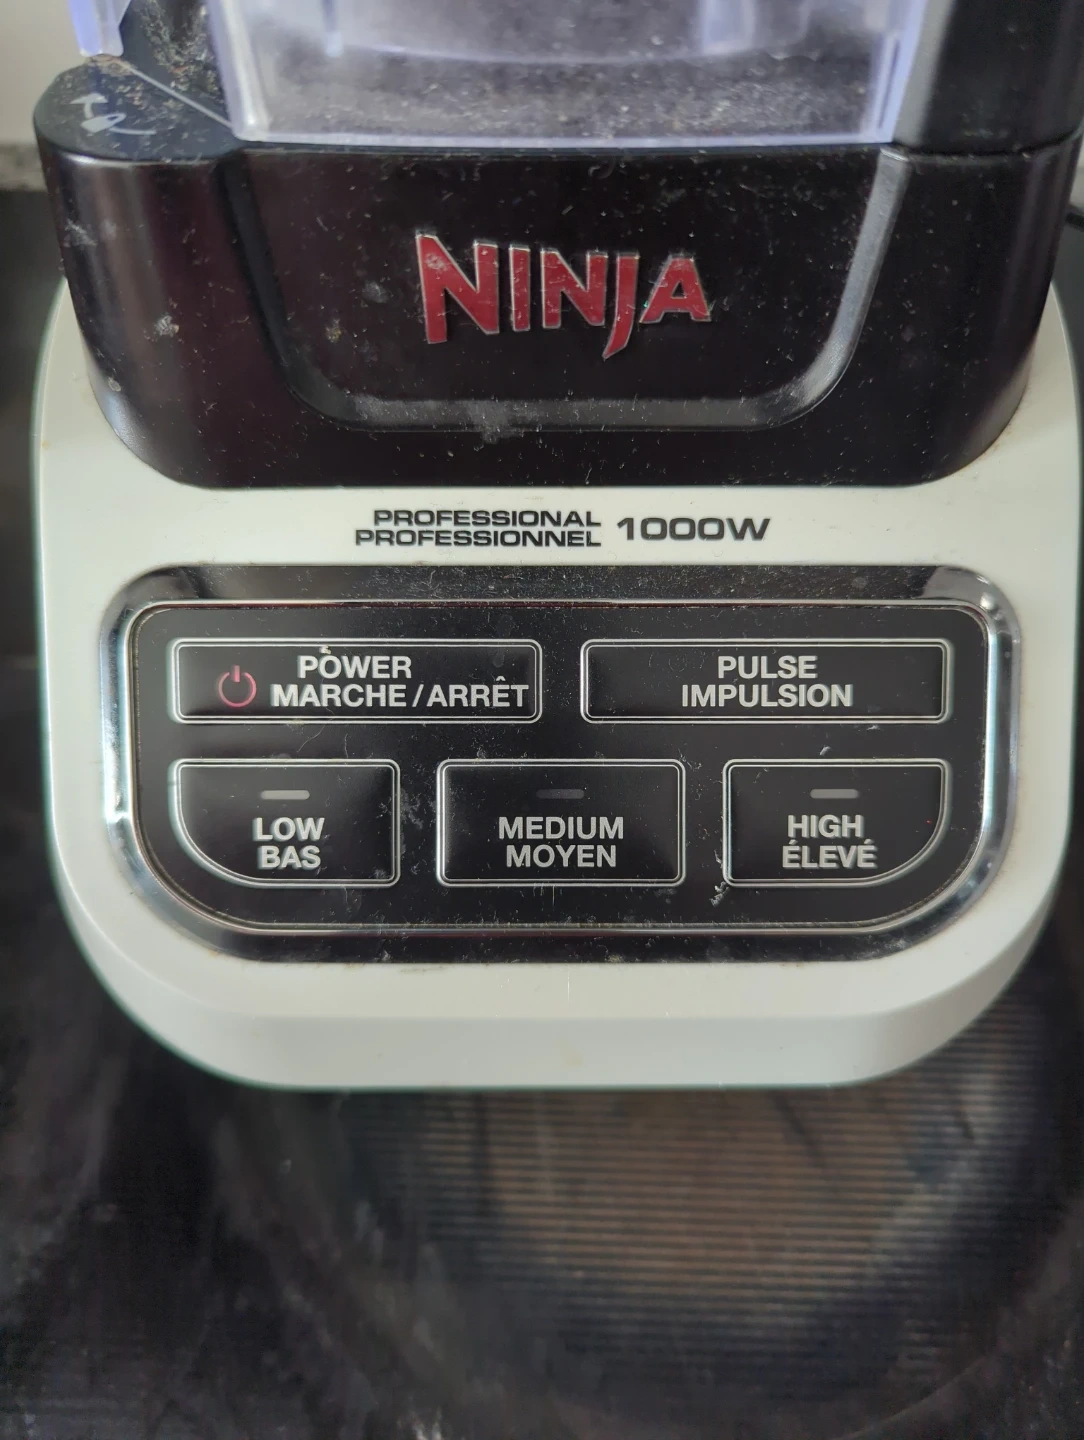 NINJA
PROFESSIONAL
PROFESSIONNEL
1000W
POWER
MARCHE / ARRÊT
PULSE
IMPULSION
LOW
BAS
MEDIUM
MOYEN
HIGH
ÉLEVÉ